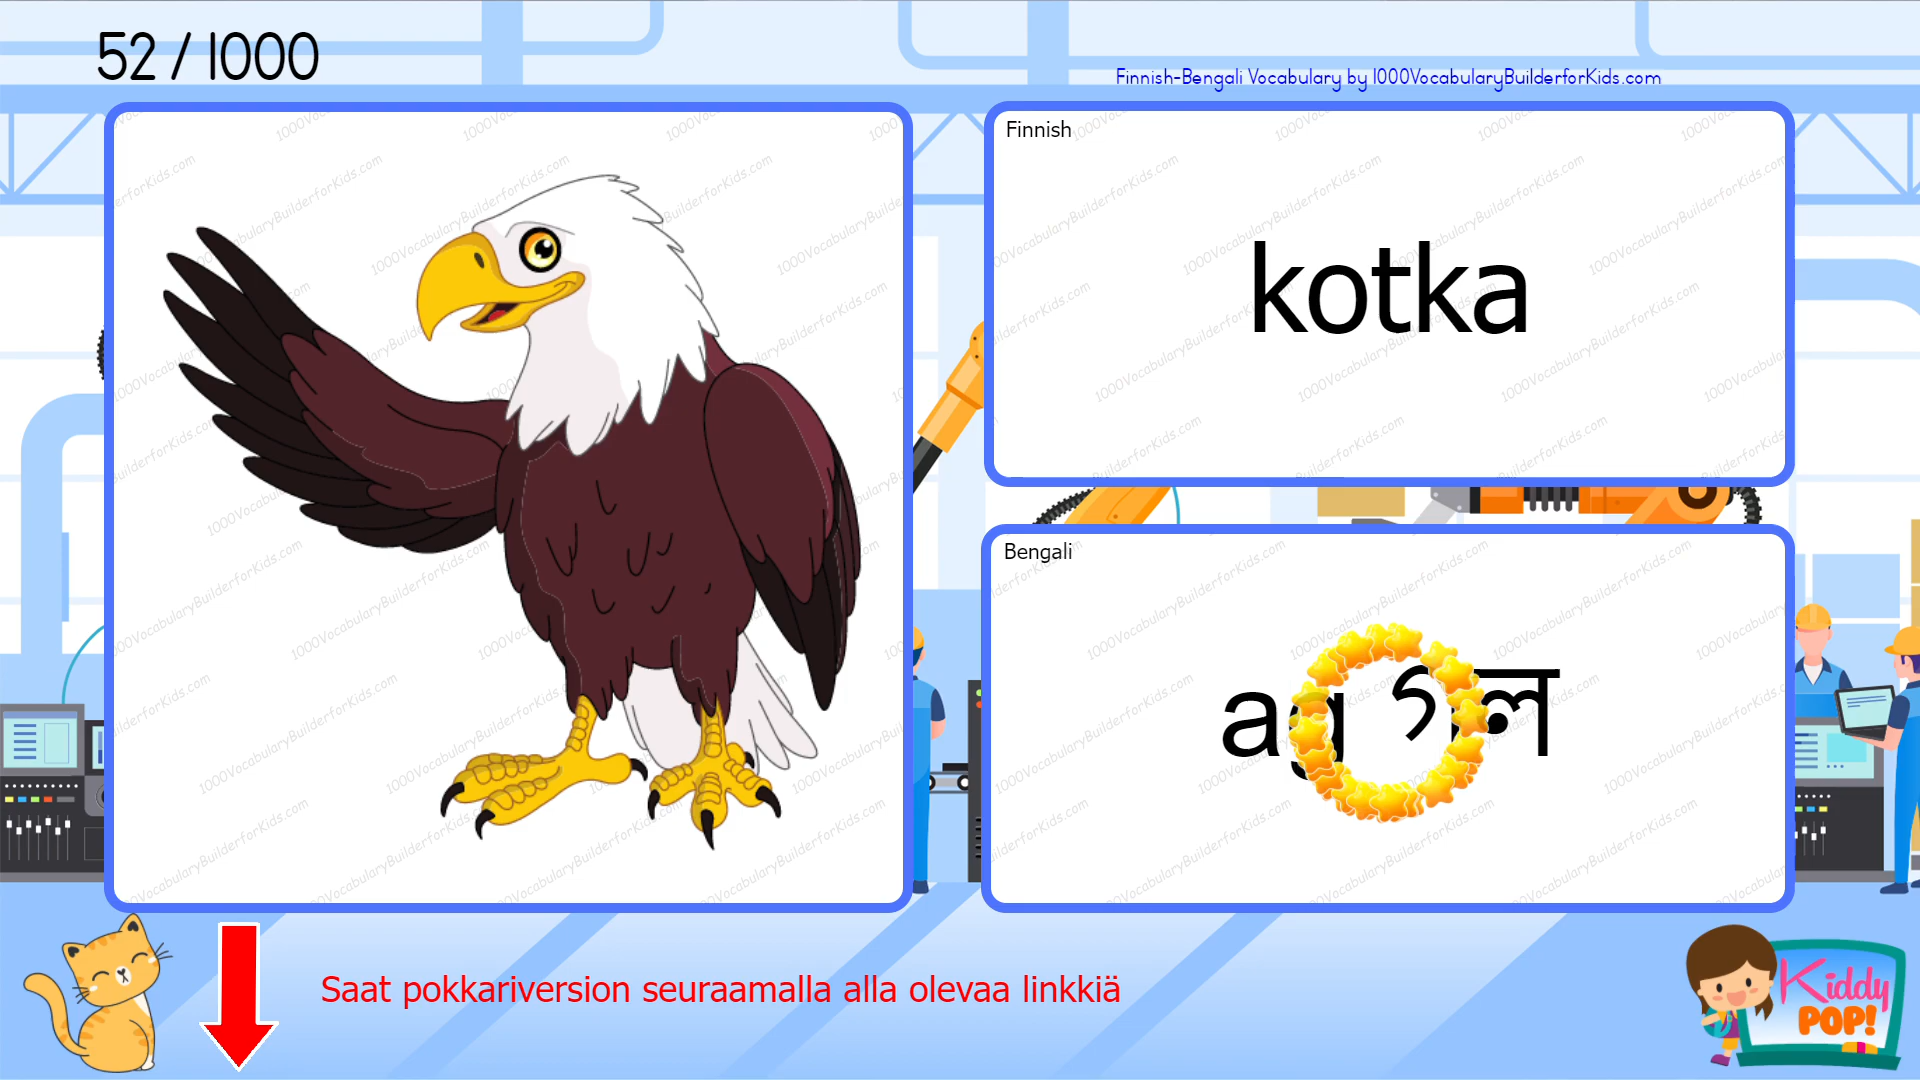 52 / 1000
Finnish-Bengali Vocabulary by 1000VocabularyBuilderforKids.com
Finnish
kotka
Bengali
Saat pokkariversion seuraamalla alla olevaa linkkiä
Kiddy
POP!